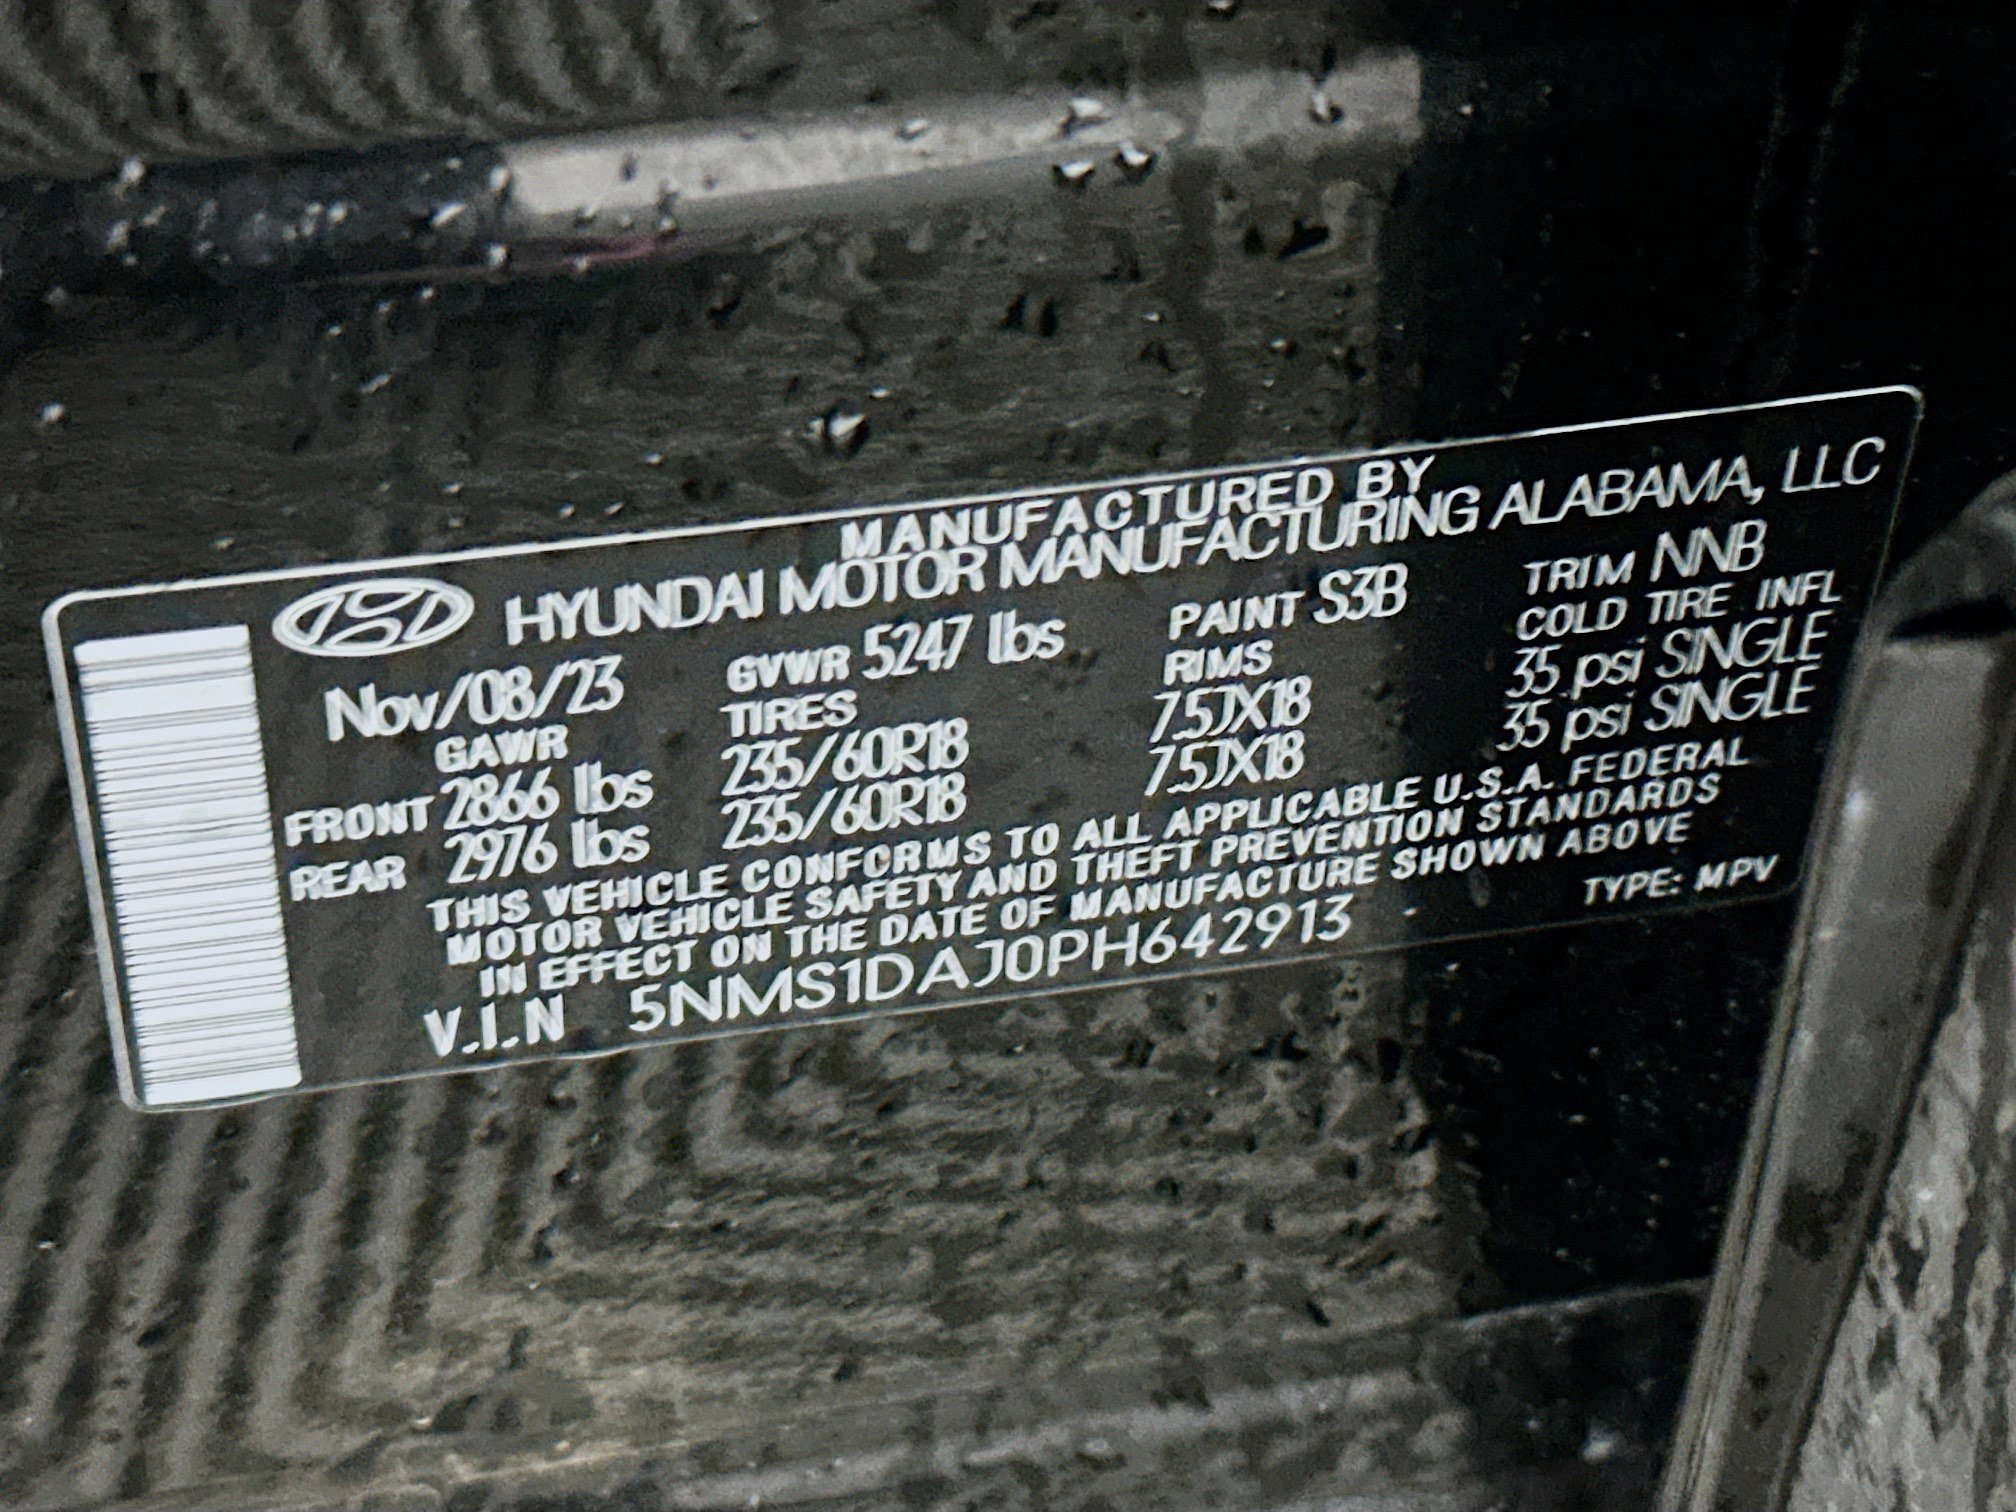 MANUFACTURED BY
HYUNDAI MOTOR MANUFACTURING ALABAMA, LLC
Nov/08/23 GVWR 5247 lbs PAINT S3B TRIM NNB
GAWR TIRES RIMS COLD TIRE INFL
FRONT 2866 lbs 235/60R18 7.5JX18 35 psi SINGLE
REAR 2976 lbs 235/60R18 7.5JX18 35 psi SINGLE
THIS VEHICLE CONFORMS TO ALL APPLICABLE U.S.A. FEDERAL
MOTOR VEHICLE SAFETY AND THEFT PREVENTION STANDARDS
IN EFFECT ON THE DATE OF MANUFACTURE SHOWN ABOVE
V.I.N 5NMS1DAJ0PH642913 TYPE: MPV